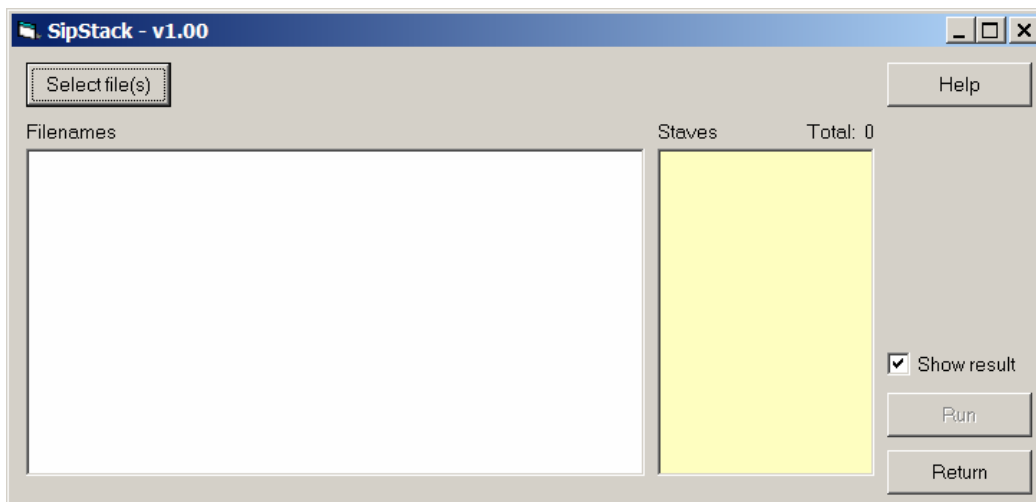 SipStack - v1.00
Select file(s)
Help
Filenames
Staves
Total: 0
Show result
Run
Return